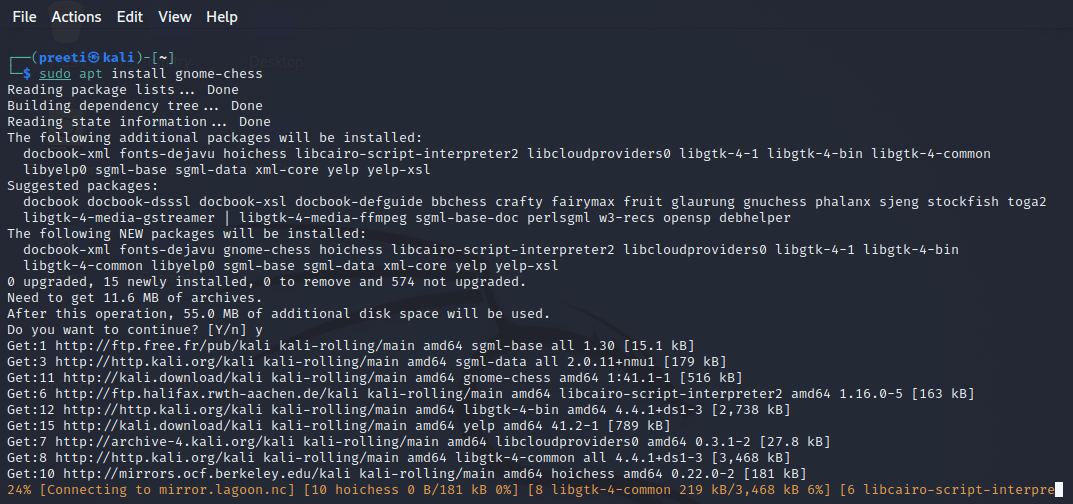 File Actions Edit View Help
┌──(preeti㉿kali)-[~]
└─$ sudo apt install gnome-chess
Reading package lists... Done
Building dependency tree... Done
Reading state information... Done
The following additional packages will be installed:
  docbook-xml fonts-dejavu hoichess libcairo-script-interpreter2 libcloudproviders0 libgtk-4-1 libgtk-4-bin libgtk-4-common
  libyelp0 sgml-base sgml-data xml-core yelp yelp-xsl
Suggested packages:
  docbook docbook-dsssl docbook-xsl docbook-defguide bbchess crafty fairymax fruit glaurung gnuchess phalanx sjeng stockfish toga2
  libgtk-4-media-gstreamer | libgtk-4-media-ffmpeg sgml-base-doc perlsgml w3-recs opensp debhelper
The following NEW packages will be installed:
  docbook-xml fonts-dejavu gnome-chess hoichess libcairo-script-interpreter2 libcloudproviders0 libgtk-4-1 libgtk-4-bin
  libgtk-4-common libyelp0 sgml-base sgml-data xml-core yelp yelp-xsl
0 upgraded, 15 newly installed, 0 to remove and 574 not upgraded.
Need to get 11.6 MB of archives.
After this operation, 55.0 MB of additional disk space will be used.
Do you want to continue? [Y/n] y
Get:1 http://ftp.free.fr/pub/kali kali-rolling/main amd64 sgml-base all 1.30 [15.1 kB]
Get:3 http://http.kali.org/kali kali-rolling/main amd64 sgml-data all 2.0.11+nmu1 [179 kB]
Get:11 http://kali.download/kali kali-rolling/main amd64 gnome-chess amd64 1:41.1-1 [516 kB]
Get:6 http://ftp.halifax.rwth-aachen.de/kali kali-rolling/main amd64 libcairo-script-interpreter2 amd64 1.16.0-5 [163 kB]
Get:12 http://http.kali.org/kali kali-rolling/main amd64 libgtk-4-bin amd64 4.4.1+ds1-3 [2,738 kB]
Get:15 http://kali.download/kali kali-rolling/main amd64 yelp amd64 41.2-1 [789 kB]
Get:7 http://archive-4.kali.org/kali kali-rolling/main amd64 libcloudproviders0 amd64 0.3.1-2 [27.8 kB]
Get:8 http://http.kali.org/kali kali-rolling/main amd64 libgtk-4-common all 4.4.1+ds1-3 [3,468 kB]
Get:10 http://mirrors.ocf.berkeley.edu/kali kali-rolling/main amd64 hoichess amd64 0.22.0-2 [181 kB]
24% [Connecting to mirror.lagoon.nc] [10 hoichess 0 B/181 kB 0%] [8 libgtk-4-common 219 kB/3,468 kB 6%] [6 libcairo-script-interpre